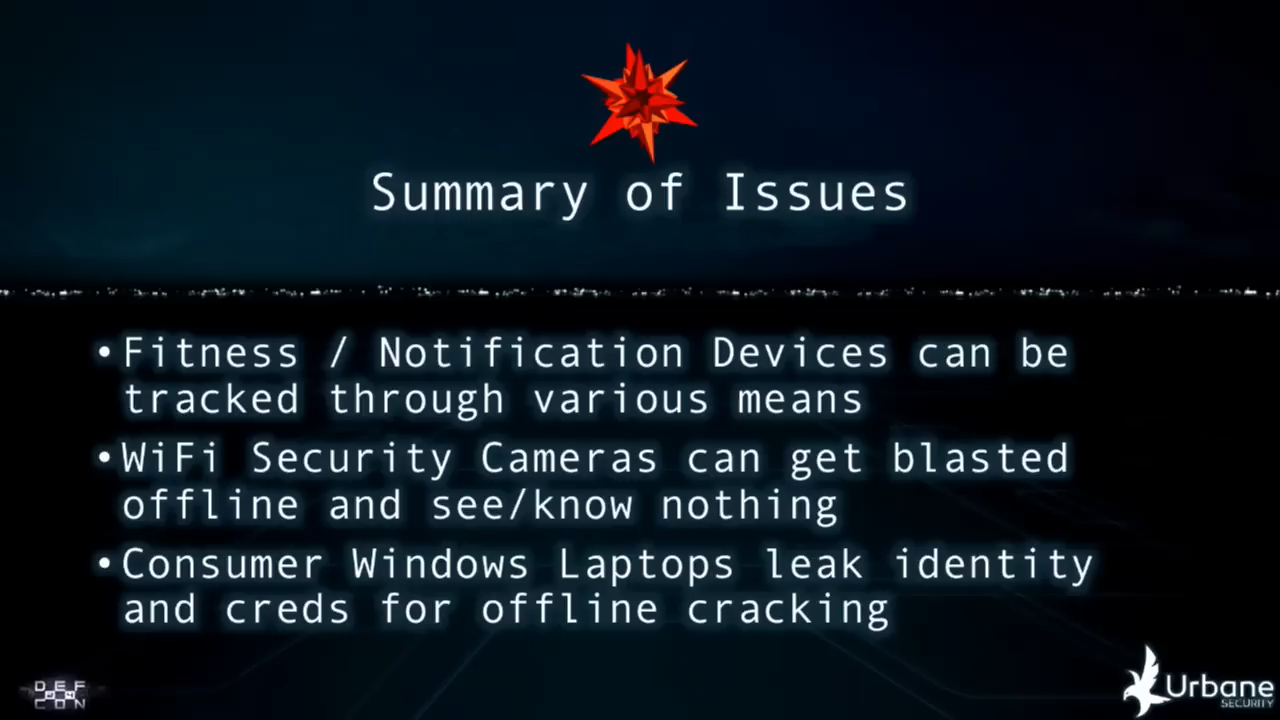 Summary of Issues
•Fitness / Notification Devices can be
tracked through various means
•WiFi Security Cameras can get blasted
offline and see/know nothing
•Consumer Windows Laptops leak identity
and creds for offline cracking
DEF
CON
Urbane
SECURITY